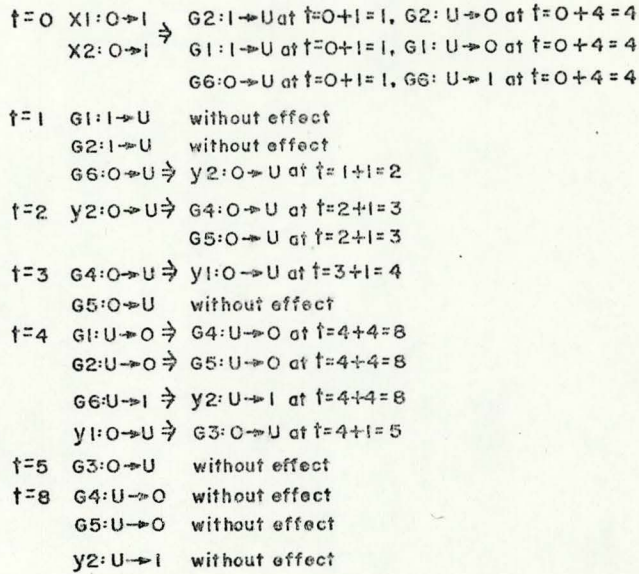 t=0 X1:0→1 ⇒ G2:1→U at t=0+1=1, G2: U→0 at t=0+4=4
X2: 0→1 G1:1→U at t=0+1=1, G1: U→0 at t=0+4=4
G6:0→U at t=0+1=1, G6: U→1 at t=0+4=4
t=1 G1:1→U without effect
G2:1→U without effect
G6:0→U ⇒ y2:0→U at t=1+1=2
t=2 y2:0→U ⇒ G4:0→U at t=2+1=3
G5:0→U at t=2+1=3
t=3 G4:0→U ⇒ y1:0→U at t=3+1=4
G5:0→U without effect
t=4 G1:U→0 ⇒ G4:U→0 at t=4+4=8
G2:U→0 ⇒ G5:U→0 at t=4+4=8
G6:U→1 ⇒ y2:U→1 at t=4+4=8
y1:0→U ⇒ G3:0→U at t=4+1=5
t=5 G3:0→U without effect
t=8 G4:U→0 without effect
G5:U→0 without effect
y2:U→1 without effect